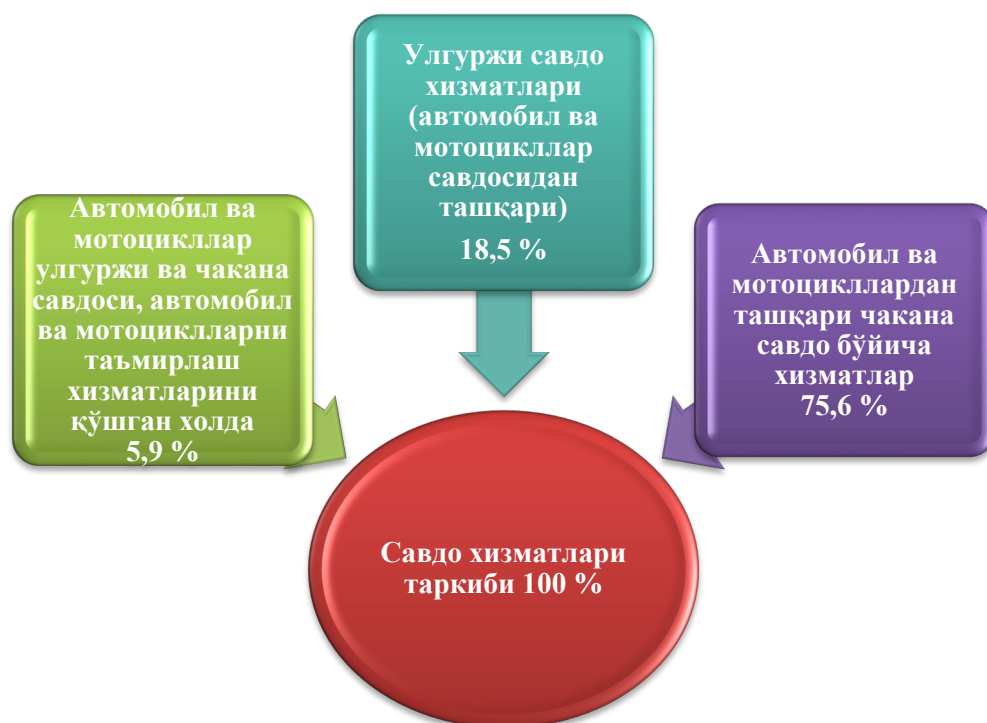 Улгуржи савдо
хизматлари
(автомобил ва
мотоцикллар
савдосидан
ташқари)
18,5 %
Автомобил ва
мотоцикллар
улгуржи ва чакана
савдоси, автомобил
ва мотоциклларни
таъмирлаш
хизматларини
қўшган холда
5,9 %
Автомобил ва
мотоцикллардан
ташқари чакана
савдо бўйича
хизматлар
75,6 %
Савдо хизматлари
таркиби 100 %